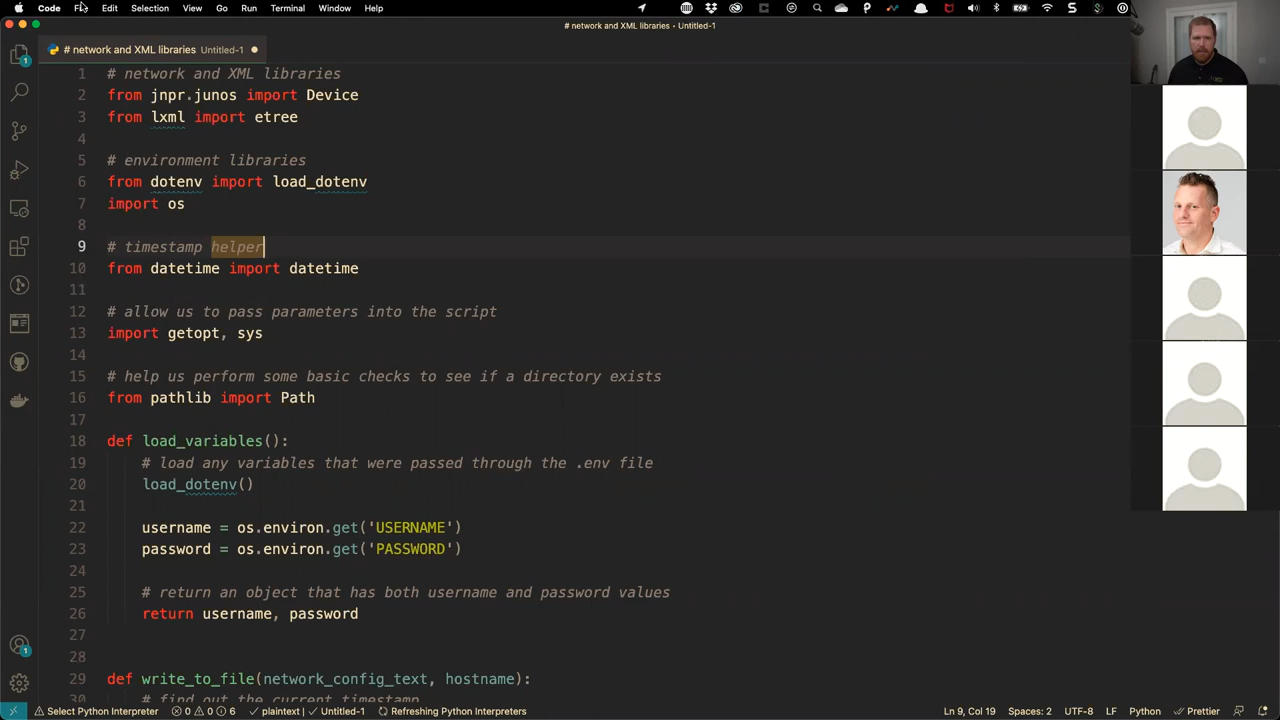 Code File Edit Selection View Go Run Terminal Window Help
# network and XML libraries - Untitled-1
# network and XML libraries Untitled-1
1 # network and XML libraries
2 from jnpr.junos import Device
3 from lxml import etree
4
5 # environment libraries
6 from dotenv import load_dotenv
7 import os
8
9 # timestamp helper
10 from datetime import datetime
11
12 # allow us to pass parameters into the script
13 import getopt, sys
14
15 # help us perform some basic checks to see if a directory exists
16 from pathlib import Path
17
18 def load_variables():
19 # load any variables that were passed through the .env file
20 load_dotenv()
21
22 username = os.environ.get('USERNAME')
23 password = os.environ.get('PASSWORD')
24
25 # return an object that has both username and password values
26 return username, password
27
28
29 def write_to_file(network_config_text, hostname):
30 # find out the current timestamp
Select Python Interpreter 0 0 6 plaintext | Untitled-1 Refreshing Python Interpreters Ln 9, Col 19 Spaces: 2 UTF-8 LF Python Prettier